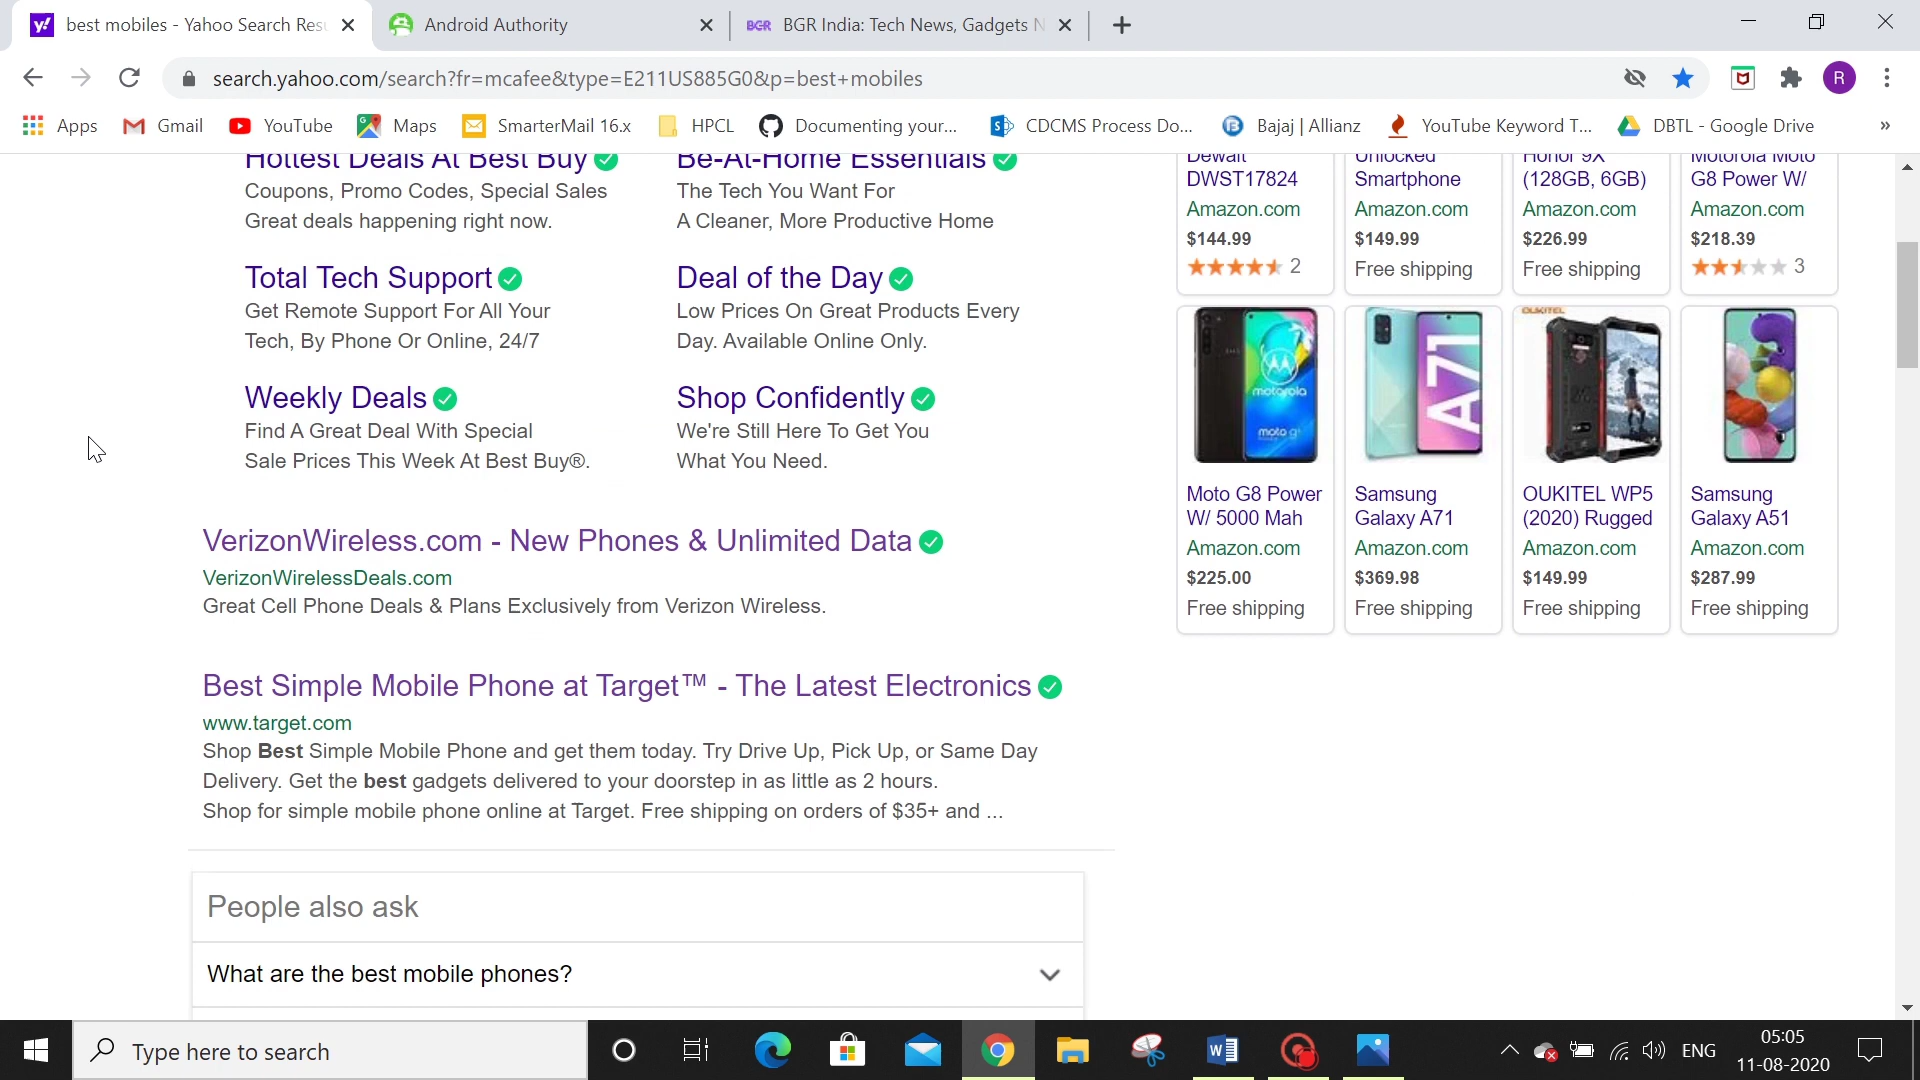 best mobiles - Yahoo Search Res
Android Authority
BGR
BGR India: Tech News, Gadgets N
search.yahoo.com/search?fr=mcafee&type=E211US885G0&p=best+mobiles
R
Apps
Gmail
YouTube
Maps
SmarterMail 16.x
HPCL
Documenting your...
CDCMS Process Do...
Bajaj | Allianz
YouTube Keyword T...
DBTL - Google Drive
»
Hottest Deals At Best Buy
Coupons, Promo Codes, Special Sales
Great deals happening right now.
Be-At-Home Essentials
The Tech You Want For
A Cleaner, More Productive Home
Total Tech Support
Get Remote Support For All Your
Tech, By Phone Or Online, 24/7
Deal of the Day
Low Prices On Great Products Every
Day. Available Online Only.
Weekly Deals
Find A Great Deal With Special
Sale Prices This Week At Best Buy®.
Shop Confidently
We're Still Here To Get You
What You Need.
VerizonWireless.com - New Phones & Unlimited Data
VerizonWirelessDeals.com
Great Cell Phone Deals & Plans Exclusively from Verizon Wireless.
Best Simple Mobile Phone at Target™ - The Latest Electronics
www.target.com
Shop Best Simple Mobile Phone and get them today. Try Drive Up, Pick Up, or Same Day
Delivery. Get the best gadgets delivered to your doorstep in as little as 2 hours.
Shop for simple mobile phone online at Target. Free shipping on orders of $35+ and ...
People also ask
What are the best mobile phones?
Dewalt
DWST17824
Amazon.com
$144.99
2
Unlocked
Smartphone
Amazon.com
$149.99
Free shipping
Honor 9X
(128GB, 6GB)
Amazon.com
$226.99
Free shipping
Motorola Moto
G8 Power W/
Amazon.com
$218.39
3
motorola
moto g
Moto G8 Power
W/ 5000 Mah
Amazon.com
$225.00
Free shipping
A71
Samsung
Galaxy A71
Amazon.com
$369.98
Free shipping
OUKITEL
OUKITEL WP5
(2020) Rugged
Amazon.com
$149.99
Free shipping
Samsung
Galaxy A51
Amazon.com
$287.99
Free shipping
Type here to search
ENG
05:05
11-08-2020